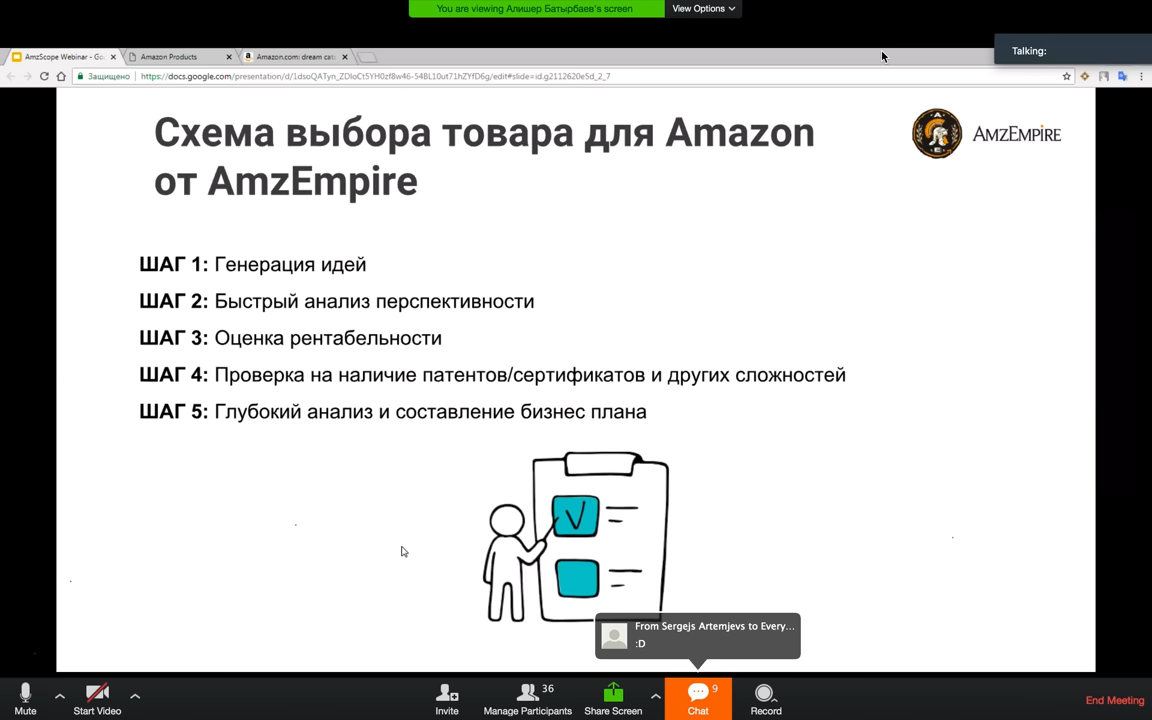 You are viewing Алишер Батырбаев's screen
View Options
AmzScope Webinar - Go
Amazon Products
Amazon.com: dream cat
Talking:
Защищено
https://docs.google.com/presentation/d/1dsoQATyn_ZDIoCt5YH0zf8w46-54BL10ut71hZYfD6g/edit#slide=id.g2112620e5d_2_7
Схема выбора товара для Amazon
от AmzEmpire
AMZEMPIRE
ШАГ 1: Генерация идей
ШАГ 2: Быстрый анализ перспективности
ШАГ 3: Оценка рентабельности
ШАГ 4: Проверка на наличие патентов/сертификатов и других сложностей
ШАГ 5: Глубокий анализ и составление бизнес плана
From Sergejs Artemjevs to Every...
:D
Mute
Start Video
Invite
36
Manage Participants
Share Screen
9
Chat
Record
End Meeting